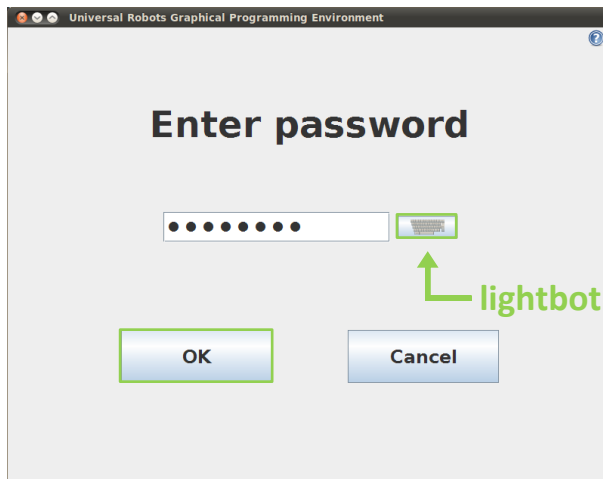 Universal Robots Graphical Programming Environment
?
Enter password
●●●●●●●●
lightbot
OK Cancel